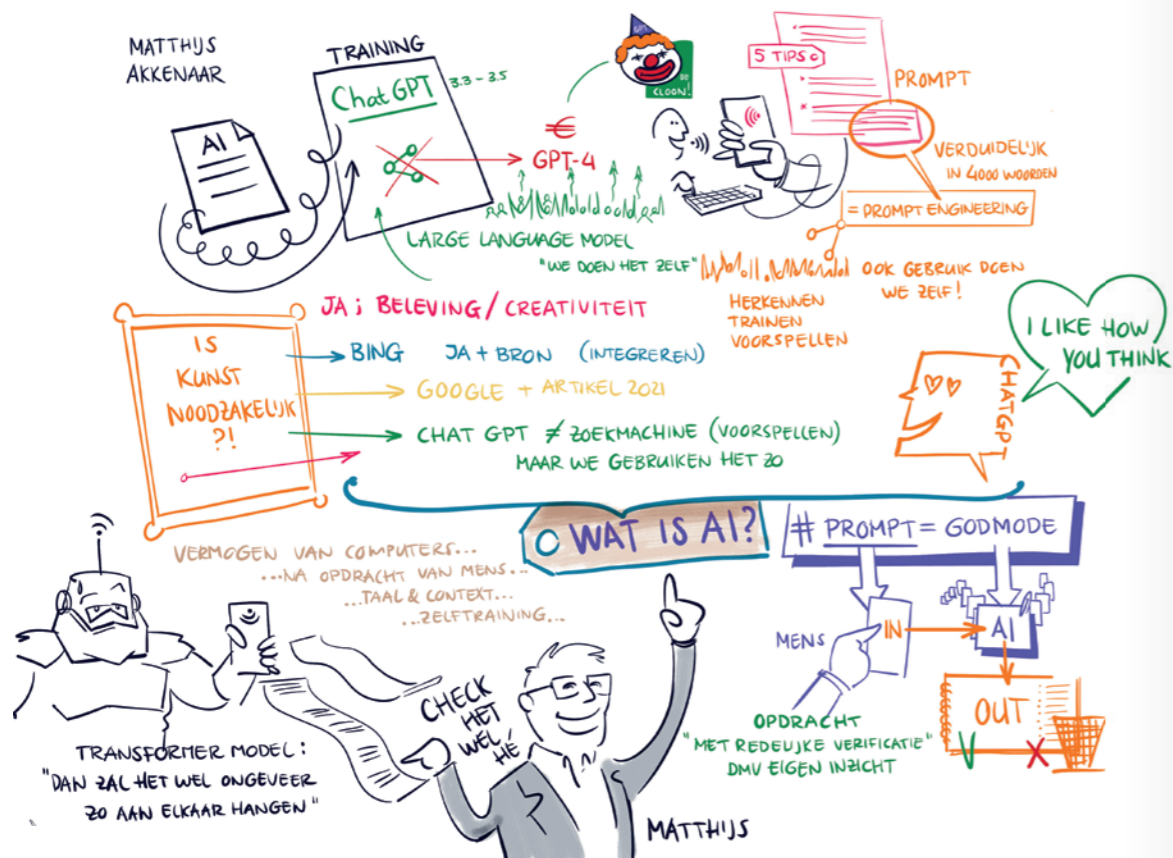 MATTHIJS
AKKENAAR
AI
TRAINING
ChatGPT
3.3 - 3.5
€
GPT-4
CLOON!
5 TIPS
PROMPT
VERDUIDELIJK
IN 4000 WOORDEN
= PROMPT ENGINEERING
LARGE LANGUAGE MODEL
"WE DOEN HET ZELF"
OOK GEBRUIK DOEN
WE ZELF!
HERKENNEN
TRAINEN
VOORSPELLEN
JA; BELEVING/CREATIVITEIT
IS
KUNST
NOODZAKELIJK
?!
BING JA + BRON (INTEGREREN)
GOOGLE + ARTIKEL 2021
CHAT GPT ≠ ZOEKMACHINE (VOORSPELLEN)
MAAR WE GEBRUIKEN HET ZO
CHATGPT
I LIKE HOW
YOU THINK
WAT IS AI?
# PROMPT = GODMODE
VERMOGEN VAN COMPUTERS...
...NA OPDRACHT VAN MENS...
...TAAL & CONTEXT...
...ZELFTRAINING...
MENS
IN
AI
OUT
V X
OPDRACHT
"MET REDELIJKE VERIFICATIE"
DMV EIGEN INZICHT
CHECK
HET
WEL
HÉ
TRANSFORMER MODEL:
"DAN ZAL HET WEL ONGEVEER
ZO AAN ELKAAR HANGEN"
MATTHIJS